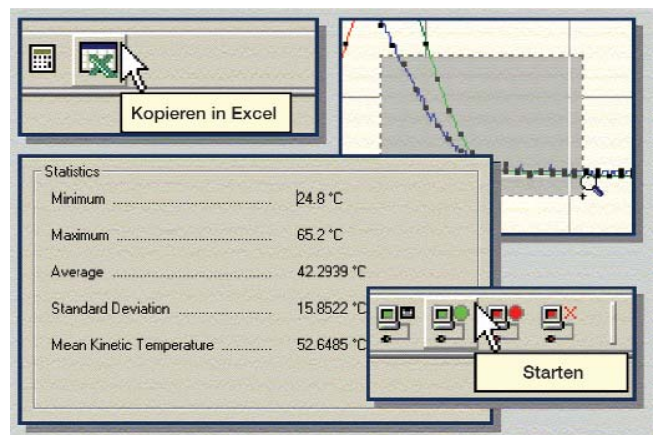 Kopieren in Excel
Statistics
Minimum ........................................ 24.8 °C
Maximum ....................................... 65.2 °C
Average ......................................... 42.2939 °C
Standard Deviation ........................ 15.8522 °C
Mean Kinetic Temperature ............. 52.6485 °C
Starten